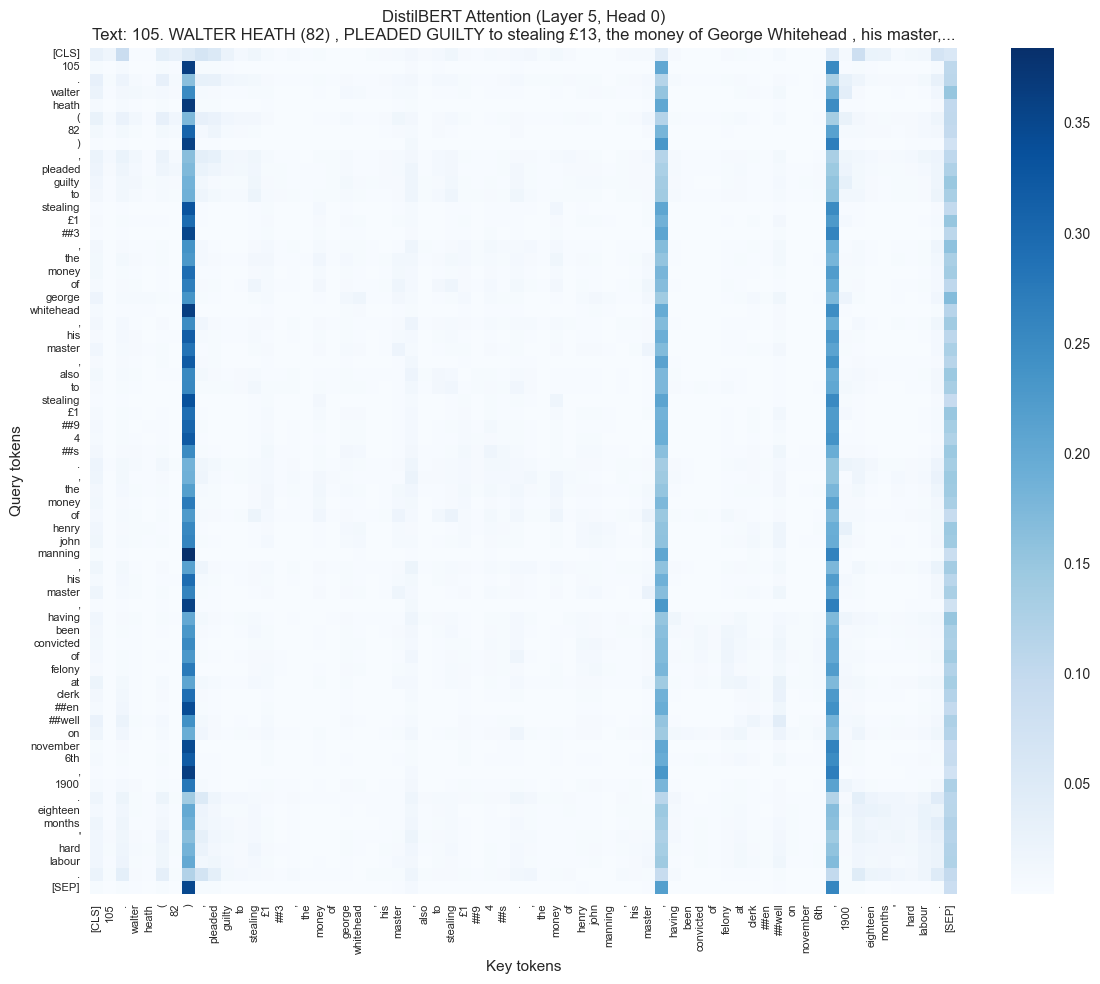 DistilBERT Attention (Layer 5, Head 0)
Text: 105. WALTER HEATH (82) , PLEADED GUILTY to stealing £13, the money of George Whitehead , his master,...
Query tokens
[CLS]
105
.
walter
heath
(
82
)
,
pleaded
guilty
to
stealing
£1
##3
,
the
money
of
george
whitehead
,
his
master
,
also
to
stealing
£1
##9
4
##s
.
,
the
money
of
henry
john
manning
,
his
master
,
having
been
convicted
of
felony
at
clerk
##en
##well
on
november
6th
,
1900
.
eighteen
months
'
hard
labour
.
[SEP]
[CLS]
105
.
walter
heath
(
82
)
,
pleaded
guilty
to
stealing
£1
##3
,
the
money
of
george
whitehead
,
his
master
,
also
to
stealing
£1
##9
4
##s
.
,
the
money
of
henry
john
manning
,
his
master
,
having
been
convicted
of
felony
at
clerk
##en
##well
on
november
6th
,
1900
.
eighteen
months
'
hard
labour
.
[SEP]
Key tokens
0.35
0.30
0.25
0.20
0.15
0.10
0.05